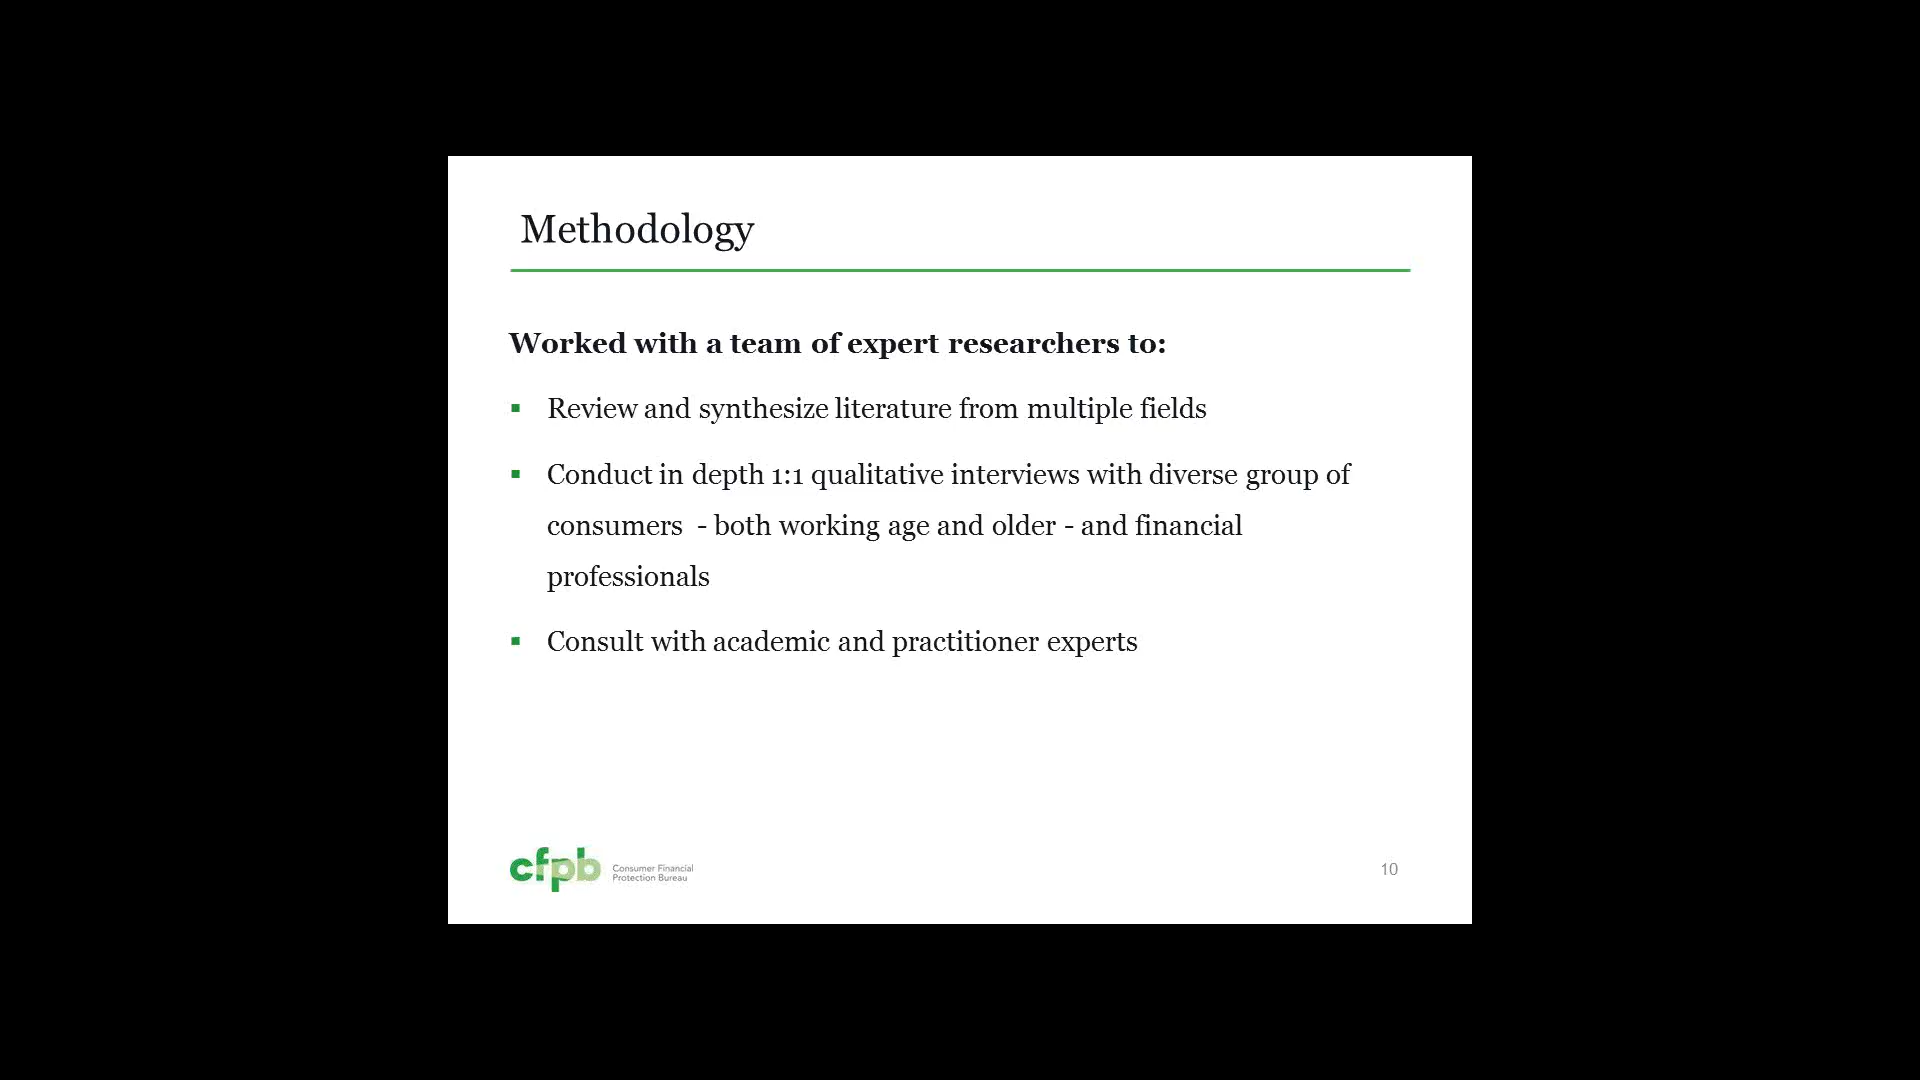 Methodology
Worked with a team of expert researchers to:
▪ Review and synthesize literature from multiple fields
▪ Conduct in depth 1:1 qualitative interviews with diverse group of
consumers  - both working age and older - and financial
professionals
▪ Consult with academic and practitioner experts
cfpb
Consumer Financial
Protection Bureau
10